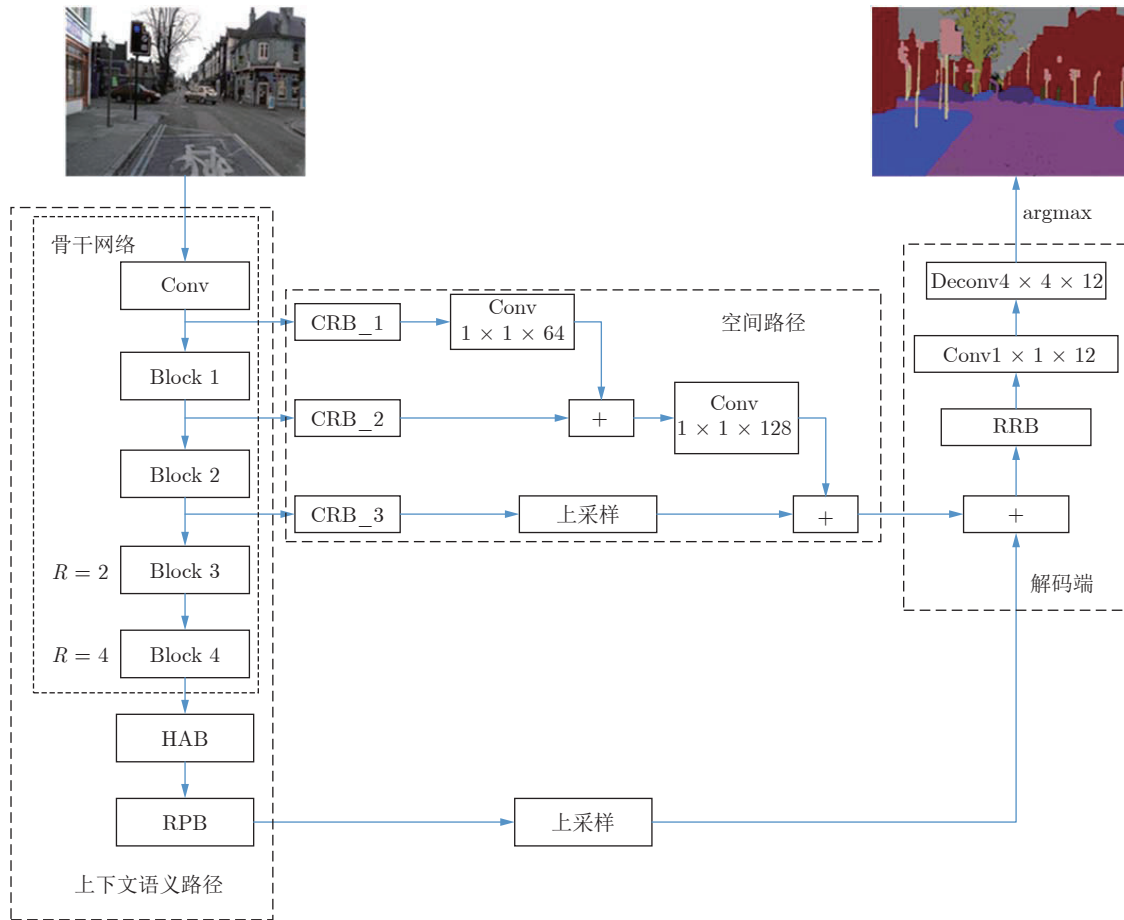 argmax
骨干网络
Conv
Block 1
Block 2
R = 2
Block 3
R = 4
Block 4
HAB
RPB
上下文语义路径
CRB_1
Conv
1 × 1 × 64
空间路径
CRB_2
+
Conv
1 × 1 × 128
CRB_3
上采样
+
上采样
Deconv4 × 4 × 12
Conv1 × 1 × 12
RRB
+
解码端